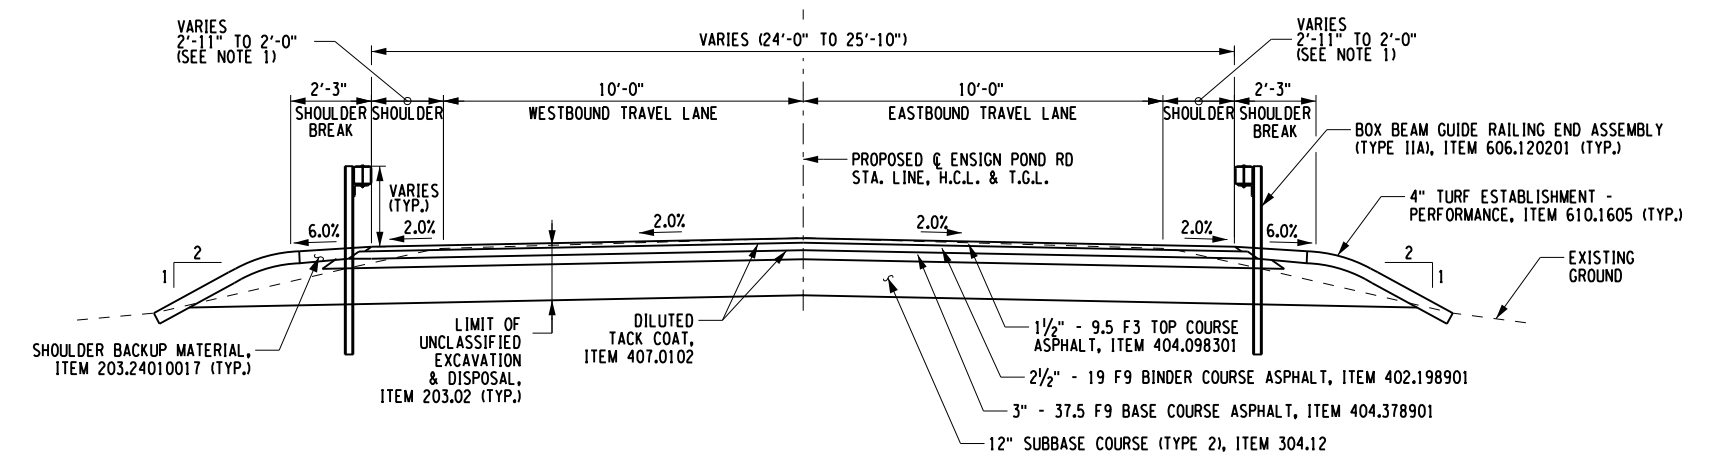 VARIES
2'-11" TO 2'-0"
(SEE NOTE 1)
VARIES (24'-0" TO 25'-10")
VARIES
2'-11" TO 2'-0"
(SEE NOTE 1)
2'-3"
SHOULDER
BREAK
SHOULDER
10'-0"
WESTBOUND TRAVEL LANE
10'-0"
EASTBOUND TRAVEL LANE
SHOULDER
2'-3"
SHOULDER
BREAK
BOX BEAM GUIDE RAILING END ASSEMBLY
(TYPE IIA), ITEM 606.120201 (TYP.)
PROPOSED ℄ ENSIGN POND RD
STA. LINE, H.C.L. & T.G.L.
VARIES
(TYP.)
4" TURF ESTABLISHMENT -
PERFORMANCE, ITEM 610.1605 (TYP.)
6.0%
2.0%
2.0%
2.0%
2.0%
6.0%
2
1
2
1
EXISTING
GROUND
SHOULDER BACKUP MATERIAL,
ITEM 203.24010017 (TYP.)
LIMIT OF
UNCLASSIFIED
EXCAVATION
& DISPOSAL,
ITEM 203.02 (TYP.)
DILUTED
TACK COAT,
ITEM 407.0102
1½" - 9.5 F3 TOP COURSE
ASPHALT, ITEM 404.098301
2½" - 19 F9 BINDER COURSE ASPHALT, ITEM 402.198901
3" - 37.5 F9 BASE COURSE ASPHALT, ITEM 404.378901
12" SUBBASE COURSE (TYPE 2), ITEM 304.12